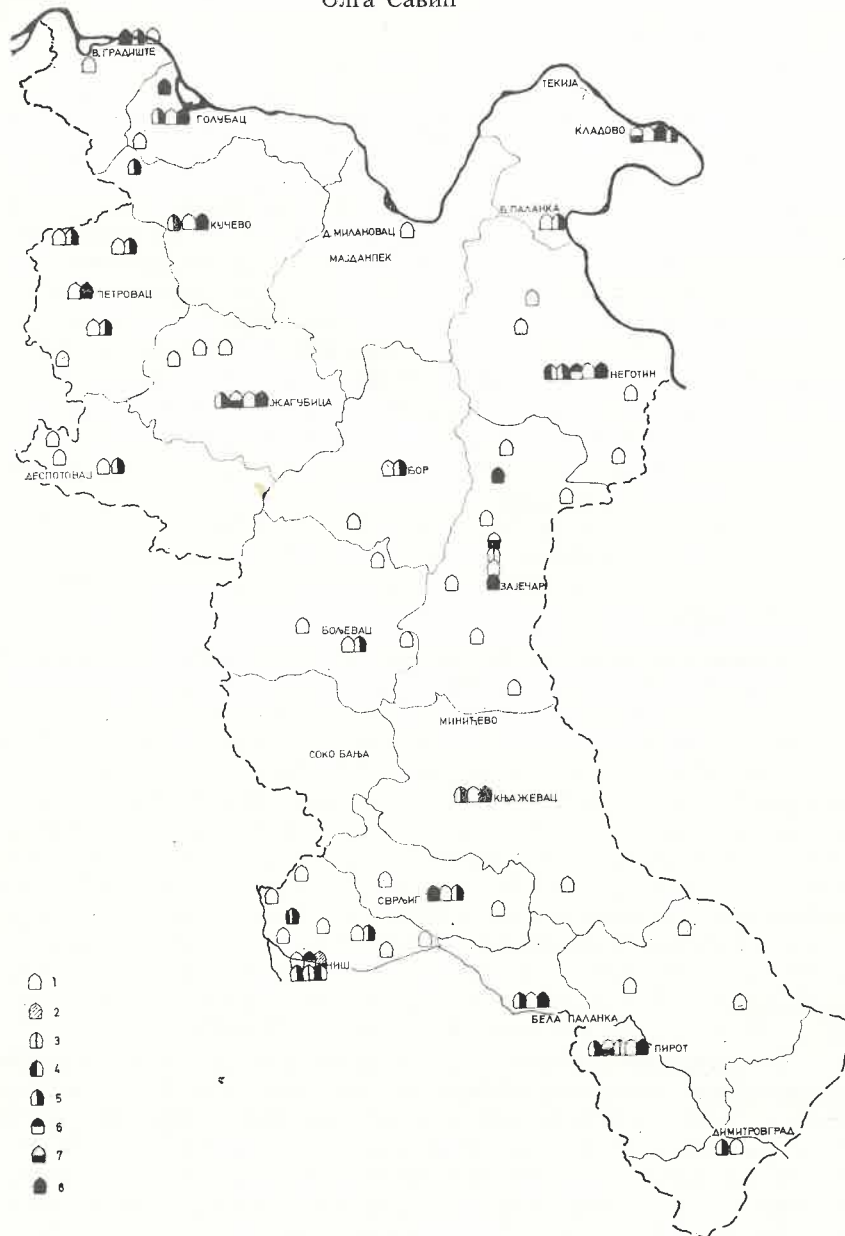 Олга Савић
В. ГРАДИШТЕ
ТЕКИЈА
ГОЛУБАЦ
КЛАДОВО
КУЧЕВО
Б. ПАЛАНКА
Д. МИЛАНОВАЦ
МАЈДАНПЕК
ПЕТРОВАЦ
НЕГОТИН
ЖАГУБИЦА
БОР
ДЕСПОТОВАЦ
ЗАЈЕЧАР
БОЉЕВАЦ
МИНИЋЕВО
СОКО БАЊА
КЊАЖЕВАЦ
СВРЉИГ
НИШ
БЕЛА ПАЛАНКА
ПИРОТ
ДИМИТРОВГРАД
1
2
3
4
5
6
7
8